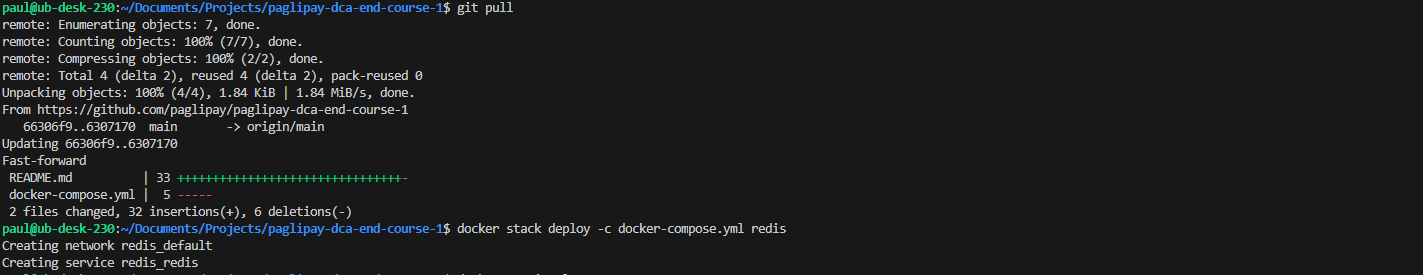 paul@ub-desk-230:~/Documents/Projects/paglipay-dca-end-course-1$ git pull
remote: Enumerating objects: 7, done.
remote: Counting objects: 100% (7/7), done.
remote: Compressing objects: 100% (2/2), done.
remote: Total 4 (delta 2), reused 4 (delta 2), pack-reused 0
Unpacking objects: 100% (4/4), 1.84 KiB | 1.84 MiB/s, done.
From https://github.com/paglipay/paglipay-dca-end-course-1
   66306f9..6307170  main       -> origin/main
Updating 66306f9..6307170
Fast-forward
 README.md          | 33 ++++++++++++++++++++++++++++++++-
 docker-compose.yml |  5 -----
 2 files changed, 32 insertions(+), 6 deletions(-)
paul@ub-desk-230:~/Documents/Projects/paglipay-dca-end-course-1$ docker stack deploy -c docker-compose.yml redis
Creating network redis_default
Creating service redis_redis